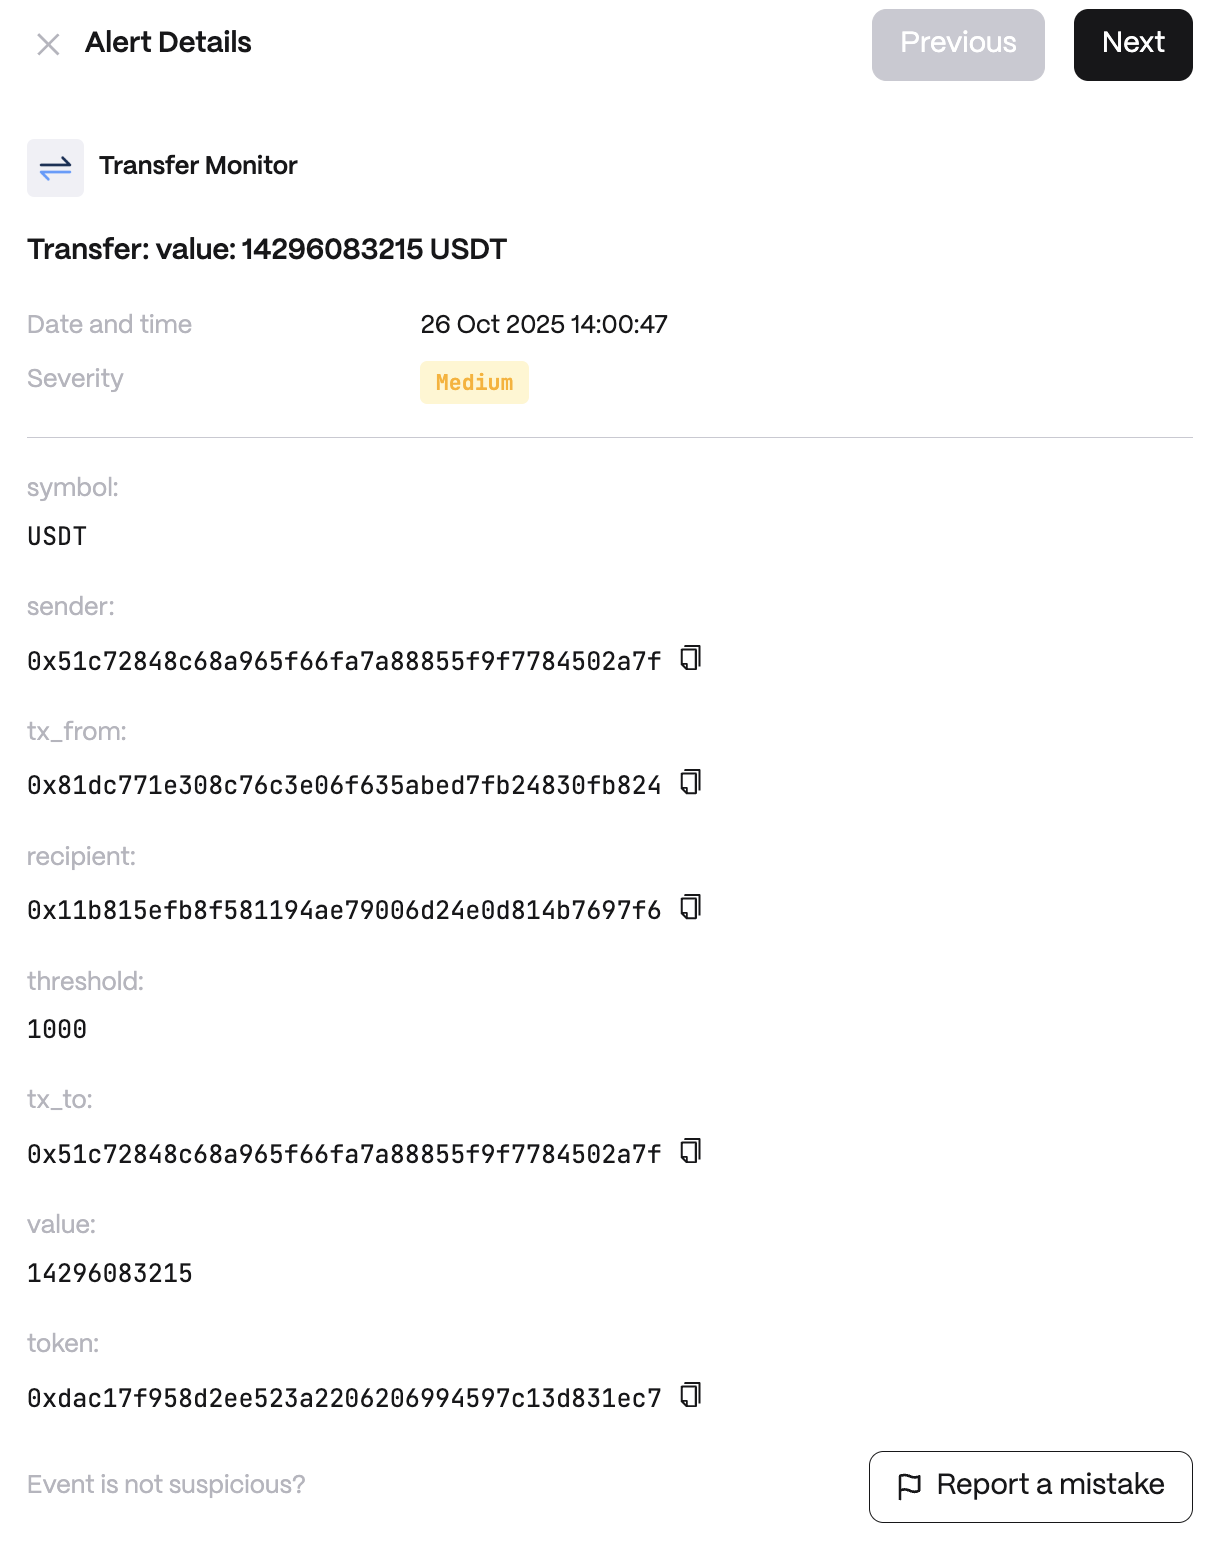 Alert Details
Previous
Next
Transfer Monitor
Transfer: value: 14296083215 USDT
Date and time
26 Oct 2025 14:00:47
Severity
Medium
symbol:
USDT
sender:
0x51c72848c68a965f66fa7a88855f9f7784502a7f
tx_from:
0x81dc771e308c76c3e06f635abed7fb24830fb824
recipient:
0x11b815efb8f581194ae79006d24e0d814b7697f6
threshold:
1000
tx_to:
0x51c72848c68a965f66fa7a88855f9f7784502a7f
value:
14296083215
token:
0xdac17f958d2ee523a2206206994597c13d831ec7
Event is not suspicious?
Report a mistake